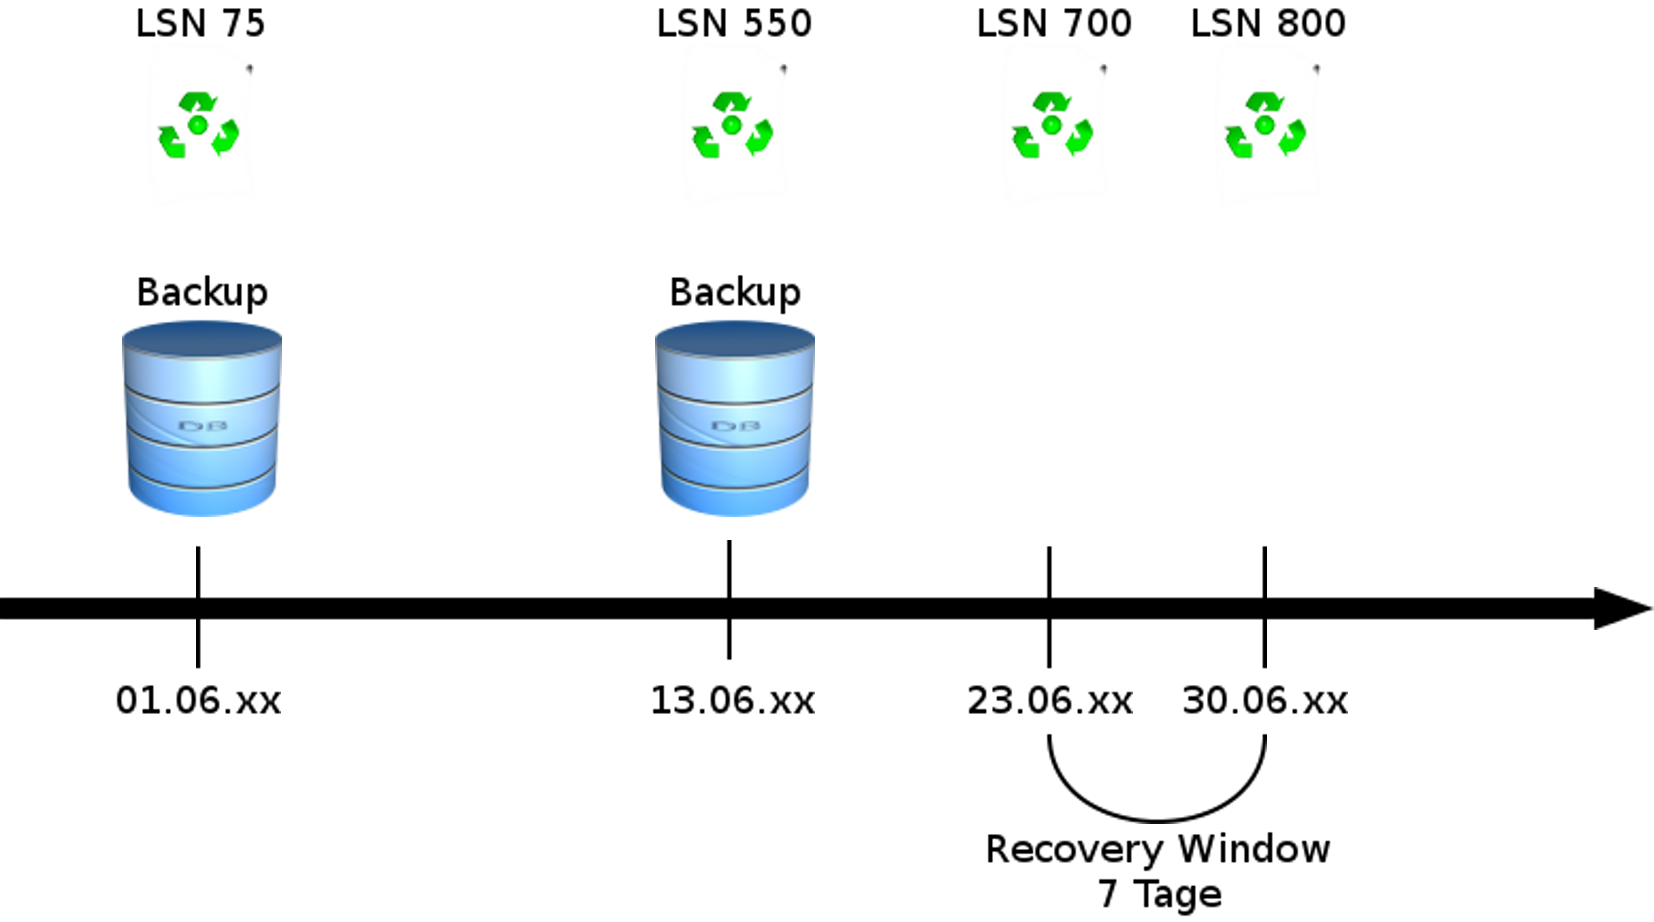 LSN 75
LSN 550
LSN 700
LSN 800
Backup
Backup
DB
DB
01.06.xx
13.06.xx
23.06.xx
30.06.xx
Recovery Window
7 Tage